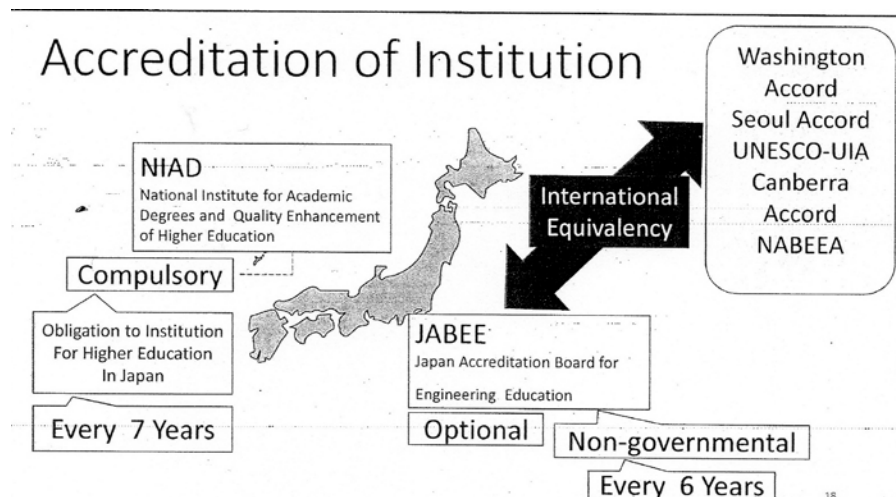 Accreditation of Institution
NIAD
National Institute for Academic
Degrees and Quality Enhancement
of Higher Education
Compulsory
Obligation to Institution
For Higher Education
In Japan
Every 7 Years
International
Equivalency
Washington
Accord
Seoul Accord
UNESCO-UIA
Canberra
Accord
NABEEA
JABEE
Japan Accreditation Board for
Engineering Education
Optional
Non-governmental
Every 6 Years
18